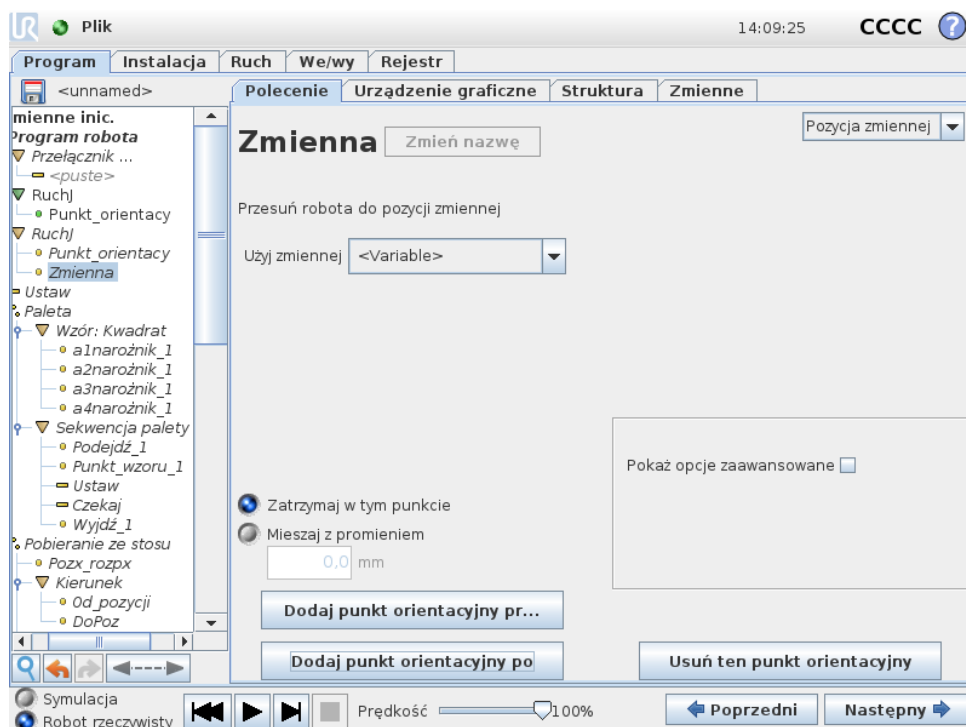 UR Plik 14:09:25 CCCC ?
Program Instalacja Ruch We/wy Rejestr
<unnamed>
Polecenie Urządzenie graficzne Struktura Zmienne
mienne inic.
Program robota
Przełącznik ...
<puste>
RuchJ
Punkt_orientacy
RuchJ
Punkt_orientacy
Zmienna
Ustaw
Paleta
Wzór: Kwadrat
a1narożnik_1
a2narożnik_1
a3narożnik_1
a4narożnik_1
Sekwencja palety
Podejdź_1
Punkt_wzoru_1
Ustaw
Czekaj
Wyjdź_1
Pobieranie ze stosu
Pozx_rozpx
Kierunek
Od_pozycji
DoPoz
Zmienna Zmień nazwę
Pozycja zmiennej
Przesuń robota do pozycji zmiennej
Użyj zmiennej <Variable>
Pokaż opcje zaawansowane
Zatrzymaj w tym punkcie
Mieszaj z promieniem
0,0 mm
Dodaj punkt orientacyjny pr...
Dodaj punkt orientacyjny po
Usuń ten punkt orientacyjny
Symulacja
Robot rzeczywisty
Prędkość 100%
Poprzedni Następny